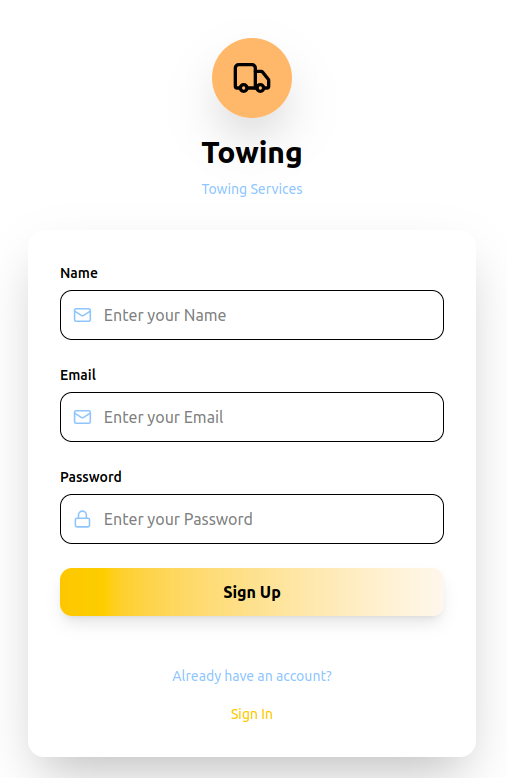 Towing
Towing Services
Name
Enter your Name
Email
Enter your Email
Password
Enter your Password
Sign Up
Already have an account?
Sign In